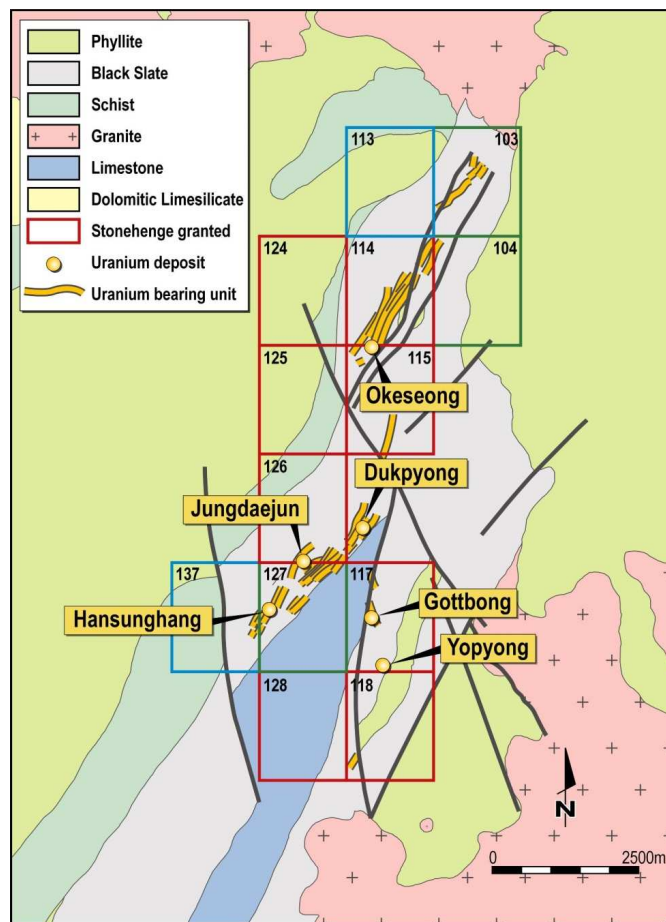 Phyllite
Black Slate
Schist
Granite
Limestone
Dolomitic Limesilicate
Stonehenge granted
Uranium deposit
Uranium bearing unit
113
103
124
114
104
125
115
Okeseong
126
Dukpyong
Jungdaejun
137
127
117
Hansunghang
Gottbong
Yopyong
128
118
N
0
2500m